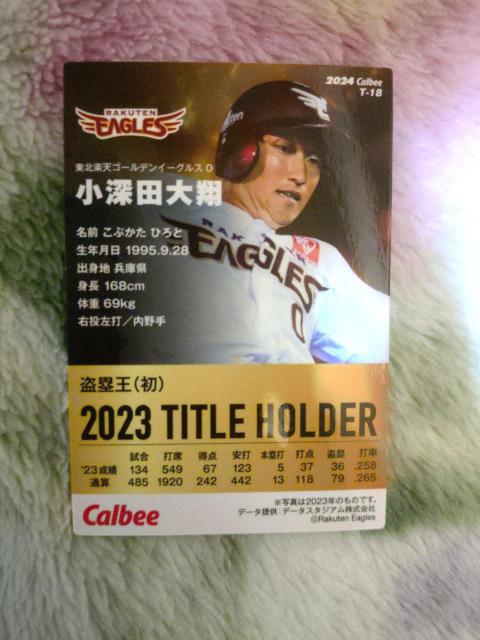 2024 Calbee
T-18
RAKUTEN
EAGLES
Rakuten
東北楽天ゴールデンイーグルス 0
小深田大翔
名前 こぶかた ひろと
生年月日 1995.9.28
出身地 兵庫県
身長 168cm
体重 69kg
右投左打／内野手
RAKUTEN
EAGLES
0
盗塁王(初)
2023 TITLE HOLDER
試合 打席 得点 安打 本塁打 打点 盗塁 打率
'23成績 134 549 67 123 5 37 36 .258
通算 485 1920 242 442 13 118 79 .265
Calbee
※写真は2023年のものです。
データ提供：データスタジアム株式会社
©Rakuten Eagles